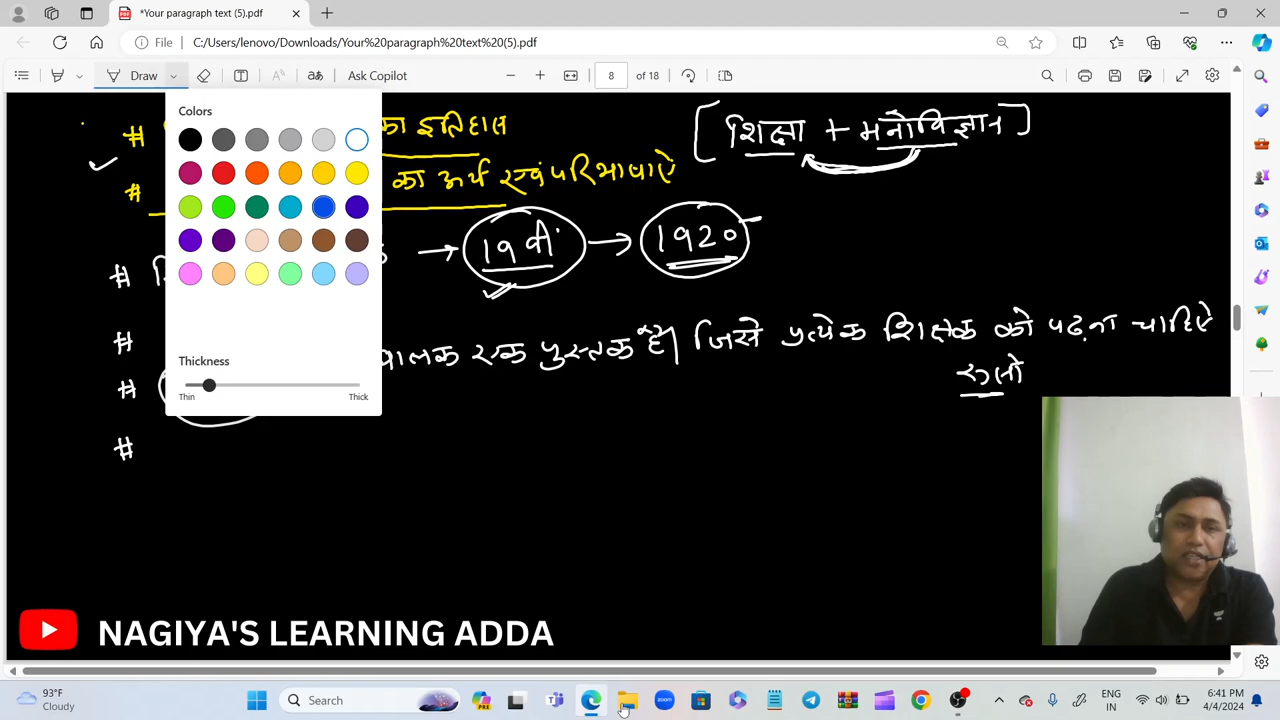 *Your paragraph text (5).pdf
File C:/Users/lenovo/Downloads/Your%20paragraph%20text%20(5).pdf
Draw Ask Copilot 8 of 18
Colors
Thickness
Thin Thick
# का इतिहास [शिक्षा + मनोविज्ञान]
# का अर्थ एवं परिभाषाऐं
# → 19वीं → 1920
# बालक एक पुस्तक है। जिसे प्रत्येक शिक्षक को पढ़ना चाहिऐ
# रूसो
#
NAGIYA'S LEARNING ADDA
93°F
Cloudy
Search
ENG
IN
6:41 PM
4/4/2024